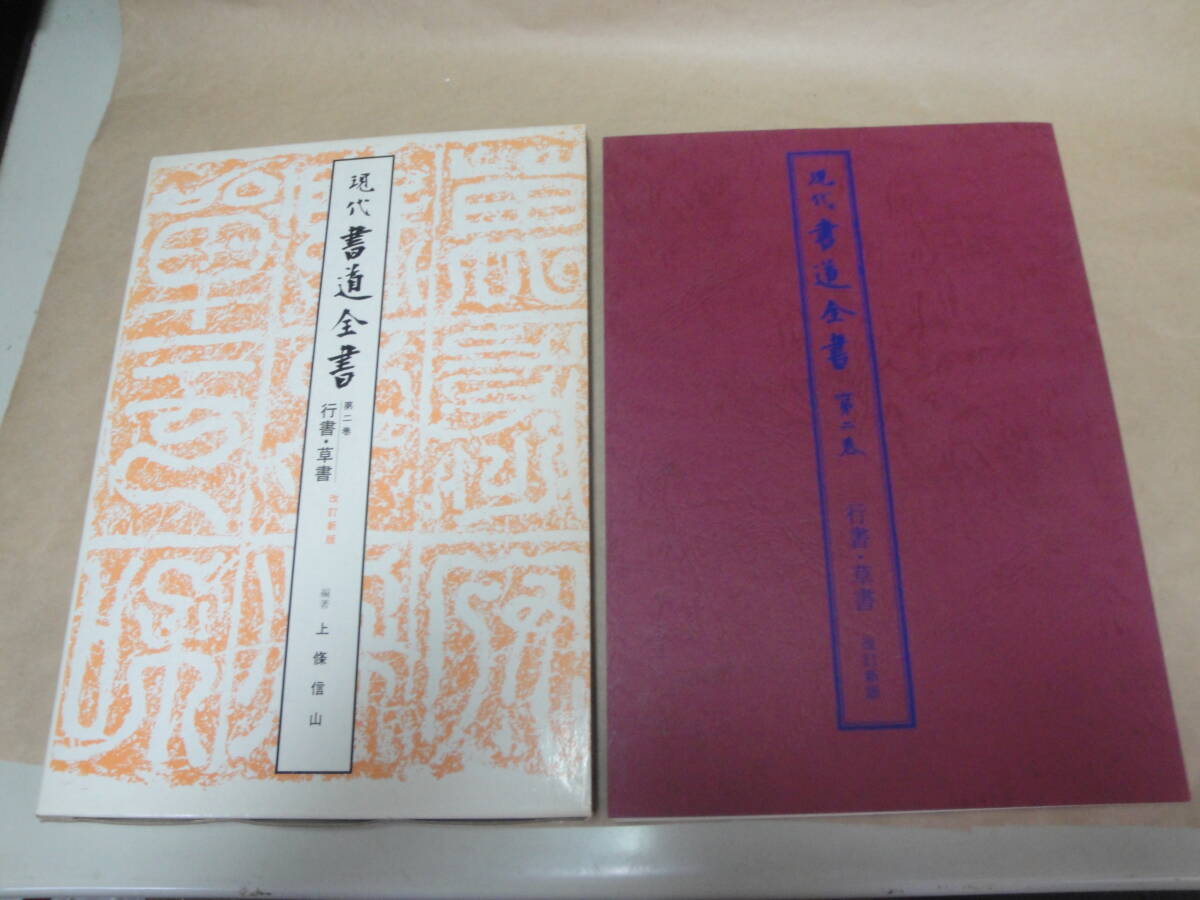 現代書道全書
第二巻
行書・草書
改訂新版
編著 上條信山
現代書道全書 第二巻
行書・草書
改訂新版